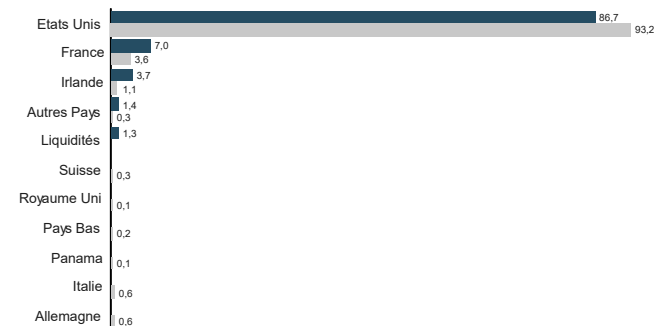 Etats Unis 86,7
93,2
France 7,0
3,6
Irlande 3,7
1,1
Autres Pays 1,4
0,3
Liquidités 1,3
Suisse 0,3
Royaume Uni 0,1
Pays Bas 0,2
Panama 0,1
Italie 0,6
Allemagne 0,6